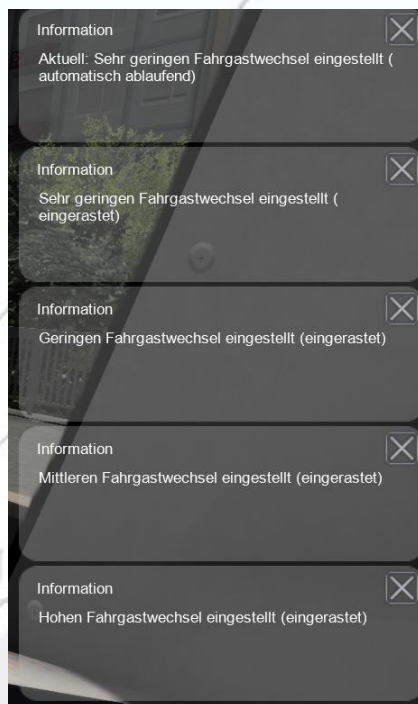 Information
Aktuell: Sehr geringen Fahrgastwechsel eingestellt (
automatisch ablaufend)
Information
Sehr geringen Fahrgastwechsel eingestellt (
eingerastet)
Information
Geringen Fahrgastwechsel eingestellt (eingerastet)
Information
Mittleren Fahrgastwechsel eingestellt (eingerastet)
Information
Hohen Fahrgastwechsel eingestellt (eingerastet)